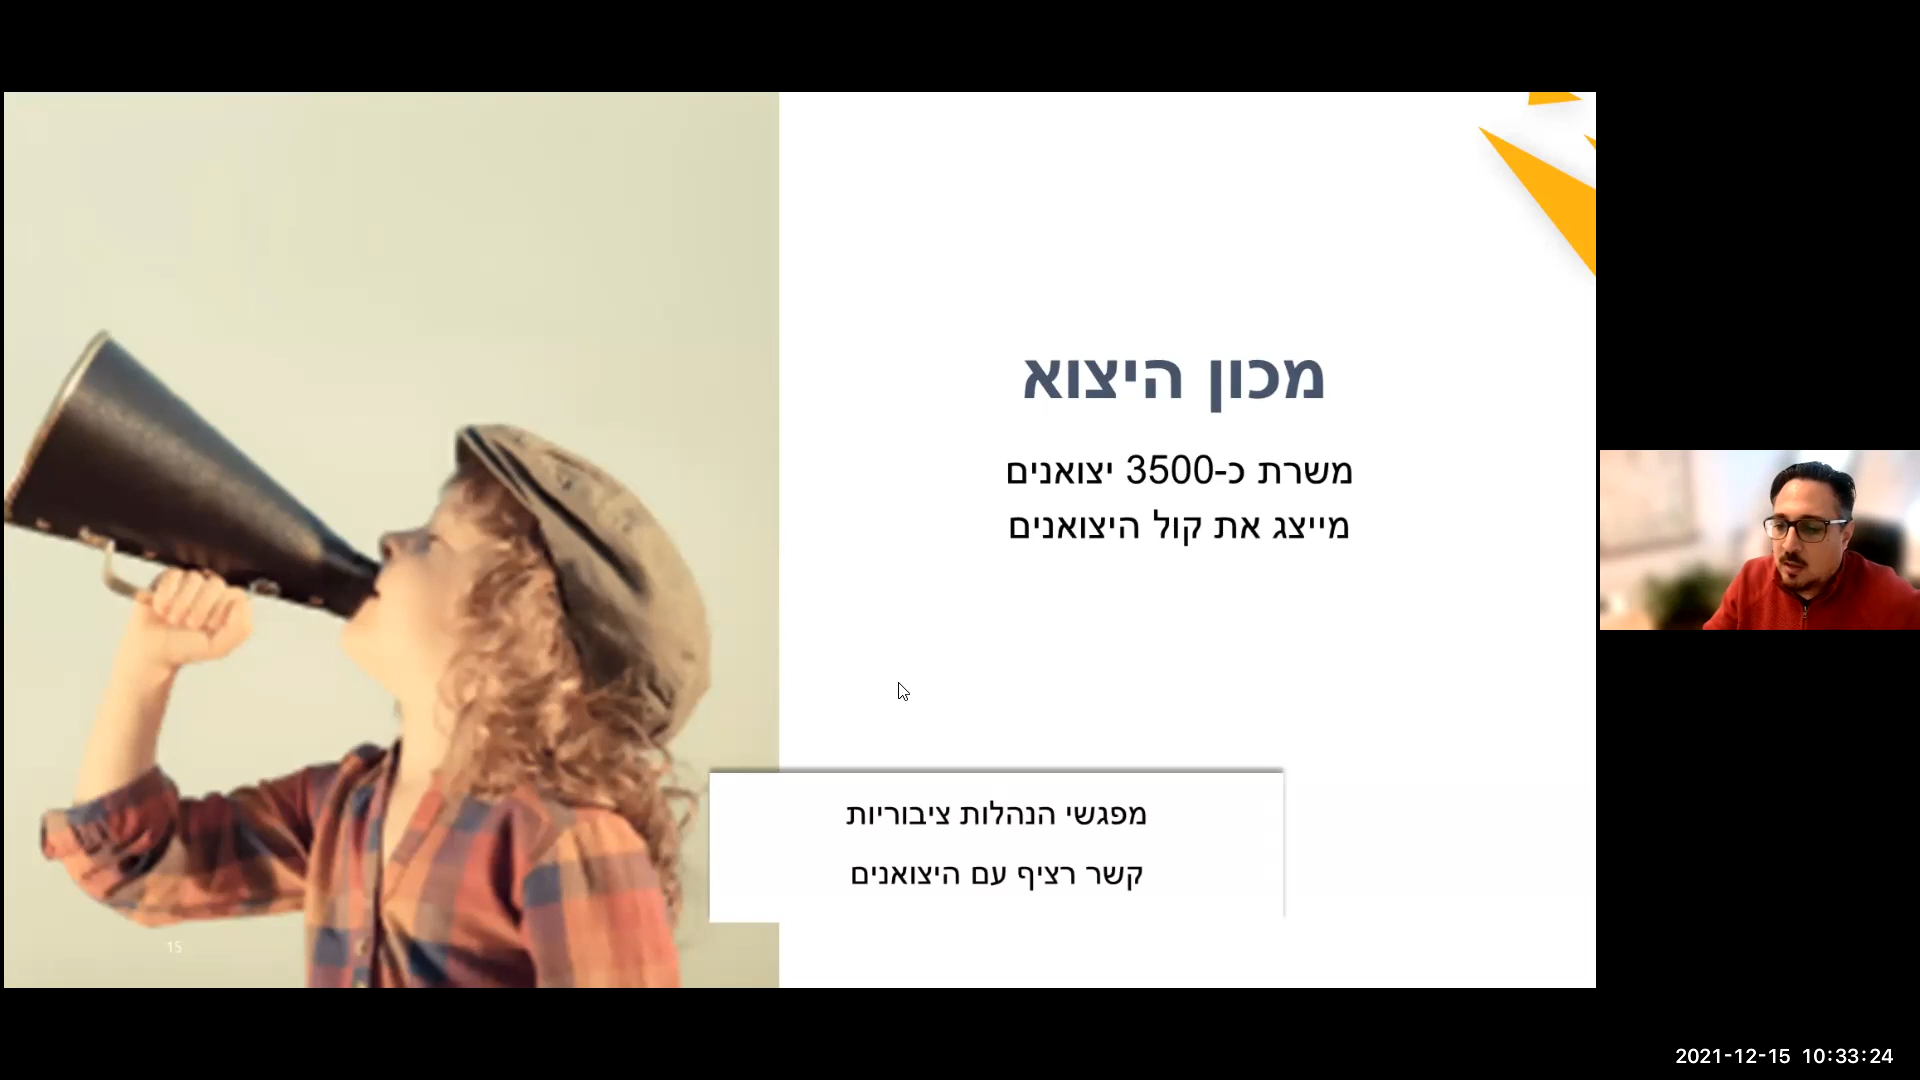 מכון היצוא
משרת כ-3500 יצואנים
מייצג את קול היצואנים
מפגשי הנהלות ציבוריות
קשר רציף עם היצואנים
15
2021-12-15 10:33:24